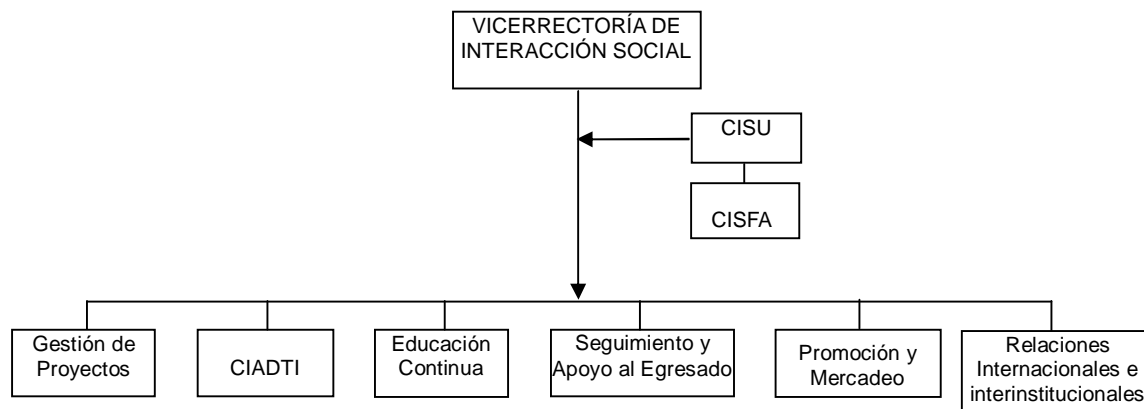 VICERRECTORÍA DE
INTERACCIÓN SOCIAL
CISU
CISFA
Gestión de
Proyectos
CIADTI
Educación
Continua
Seguimiento y
Apoyo al Egresado
Promoción y
Mercadeo
Relaciones
Internacionales e
interinstitucionales